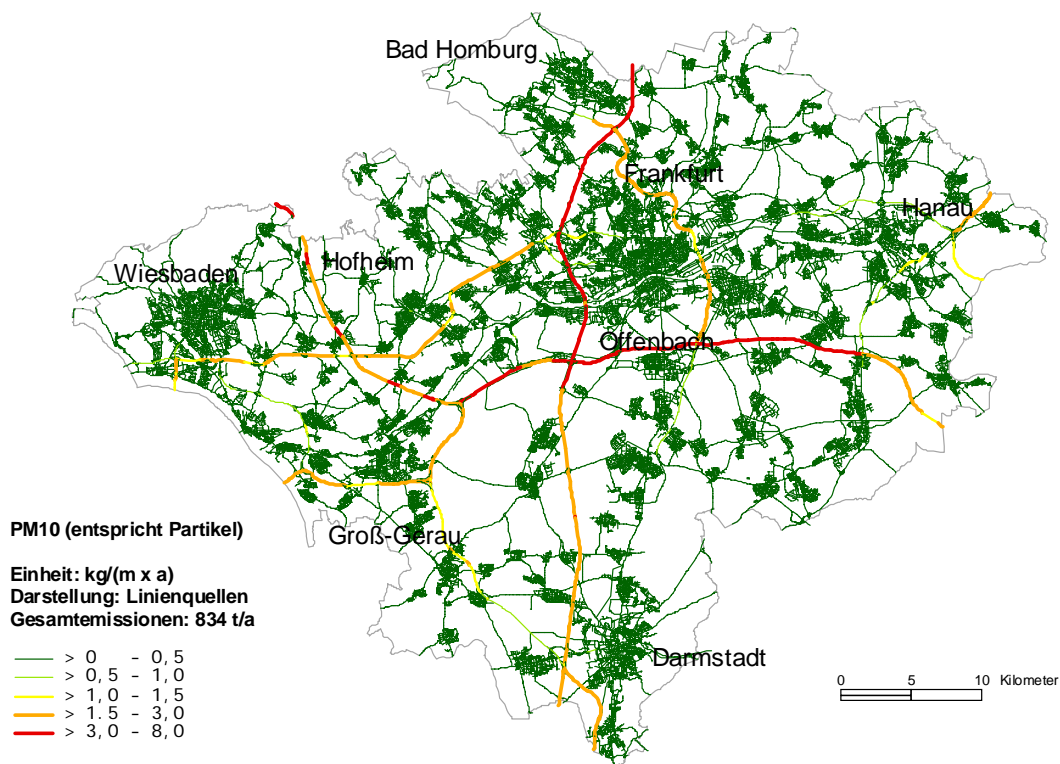 Bad Homburg
Frankfurt
Hanau
Hofheim
Wiesbaden
Offenbach
Groß-Gerau
Darmstadt
PM10 (entspricht Partikel)
Einheit: kg/(m x a)
Darstellung: Linienquellen
Gesamtemissionen: 834 t/a
> 0 - 0,5
> 0,5 - 1,0
> 1,0 - 1,5
> 1.5 - 3,0
> 3,0 - 8,0
0 5 10 Kilometer